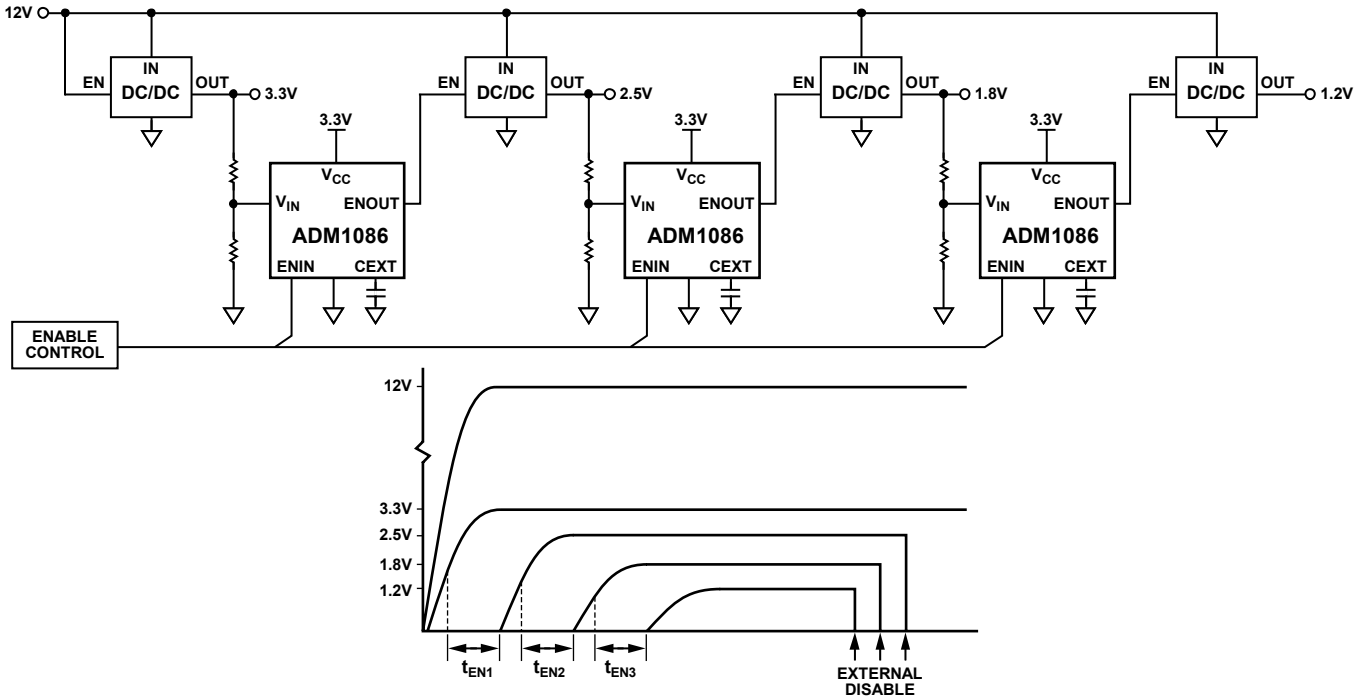 12V
IN
EN
DC/DC
OUT
3.3V
IN
EN
DC/DC
OUT
2.5V
IN
EN
DC/DC
OUT
1.8V
IN
EN
DC/DC
OUT
1.2V
3.3V
VCC
VIN
ENOUT
ADM1086
ENIN
CEXT
3.3V
VCC
VIN
ENOUT
ADM1086
ENIN
CEXT
3.3V
VCC
VIN
ENOUT
ADM1086
ENIN
CEXT
ENABLE
CONTROL
12V
3.3V
2.5V
1.8V
1.2V
tEN1
tEN2
tEN3
EXTERNAL
DISABLE